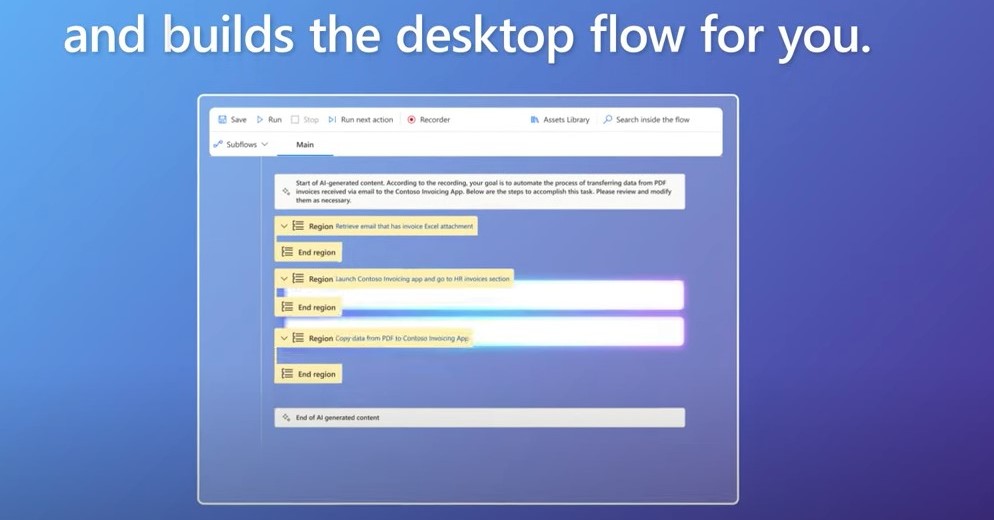 and builds the desktop flow for you.
Save Run Stop Run next action Recorder Assets Library Search inside the flow
Subflows Main
Start of AI-generated content. According to the recording, your goal is to automate the process of transferring data from PDF
invoices received via email to the Contoso Invoicing App. Below are the steps to accomplish this task. Please review and modify
them as necessary.
Region Retrieve email that has invoice Excel attachment
End region
Region Launch Contoso Invoicing app and go to HR invoices section
End region
Region Copy data from PDF to Contoso Invoicing App
End region
End of AI generated content